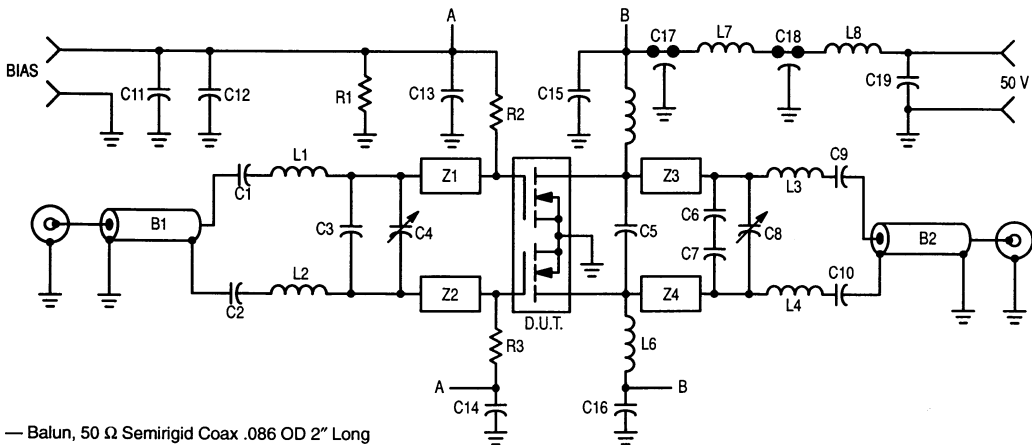 A
B
C17
L7
C18
L8
BIAS
C11
C12
R1
C13
R2
C15
C19
50 V
L1
C1
Z1
Z3
C9
L3
B1
C3
C4
C6
C5
C7
C8
B2
L2
C2
Z2
Z4
C10
L4
D.U.T.
R3
L6
A
B
C14
C16
— Balun, 50 Ω Semirigid Coax .086 OD 2″ Long